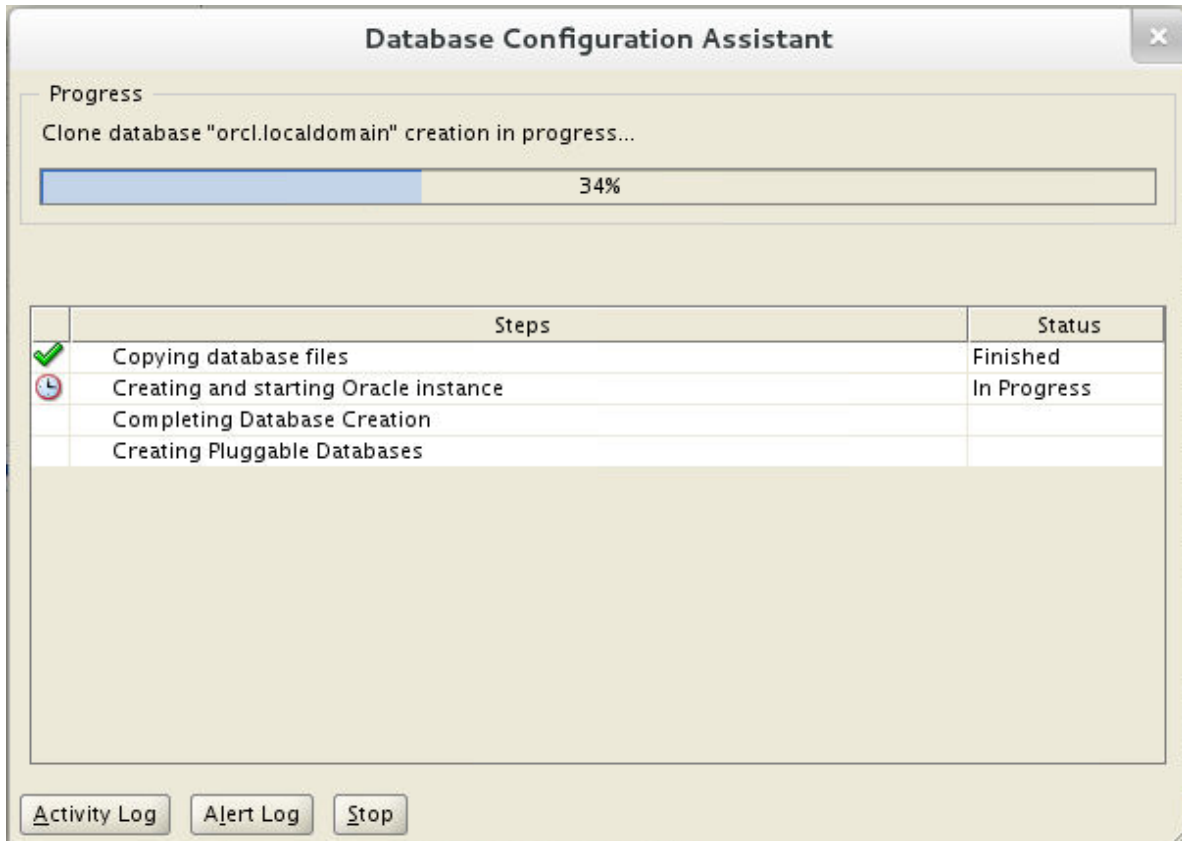 Database Configuration Assistant
Progress
Clone database "orcl.localdomain" creation in progress...
34%
Steps Status
Copying database files Finished
Creating and starting Oracle instance In Progress
Completing Database Creation
Creating Pluggable Databases
Activity Log Alert Log Stop